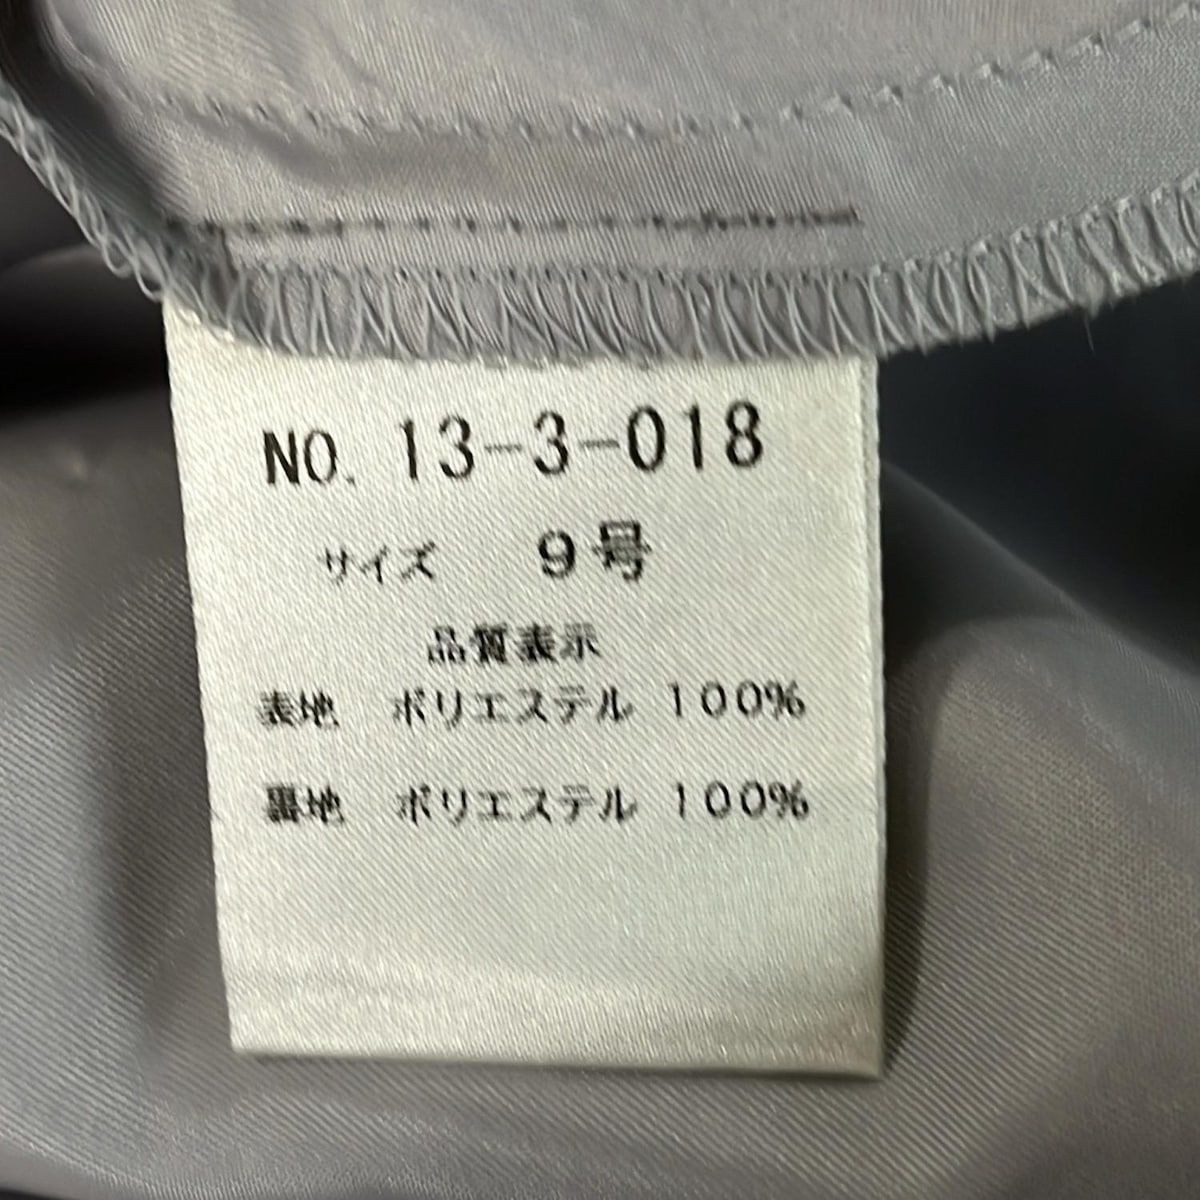 NO. 13-3-018
サイズ 9号
品質表示
表地 ポリエステル 100%
裏地 ポリエステル 100%